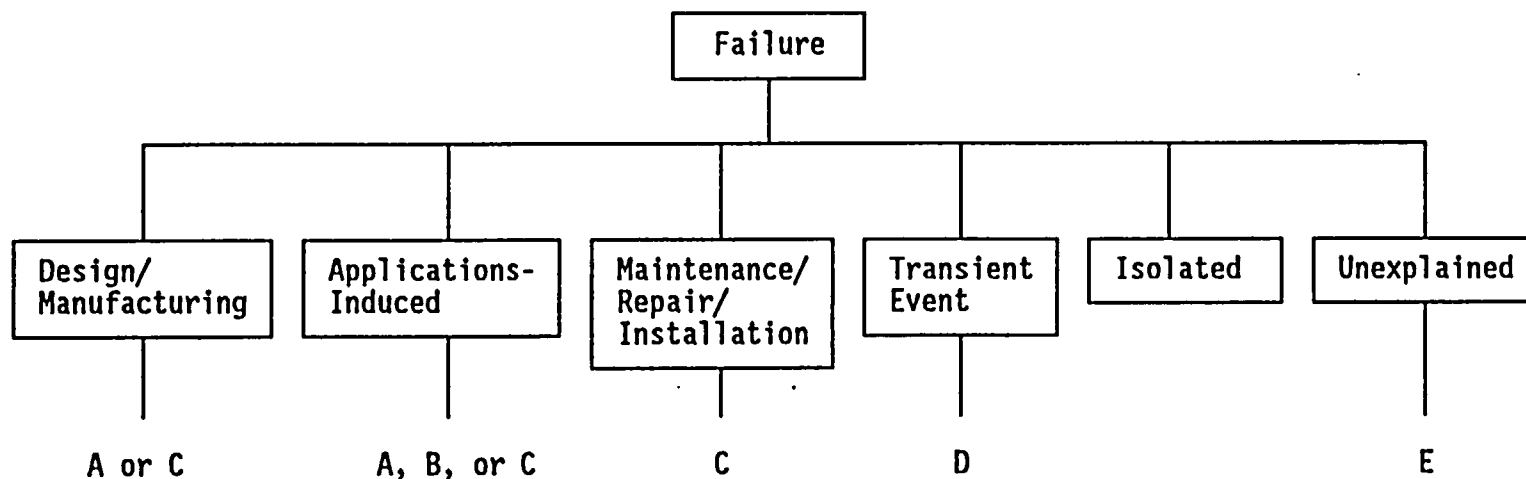 Failure
Design/
Manufacturing
Applications-
Induced
Maintenance/
Repair/
Installation
Transient
Event
Isolated
Unexplained
A or C
A, B, or C
C
D
E